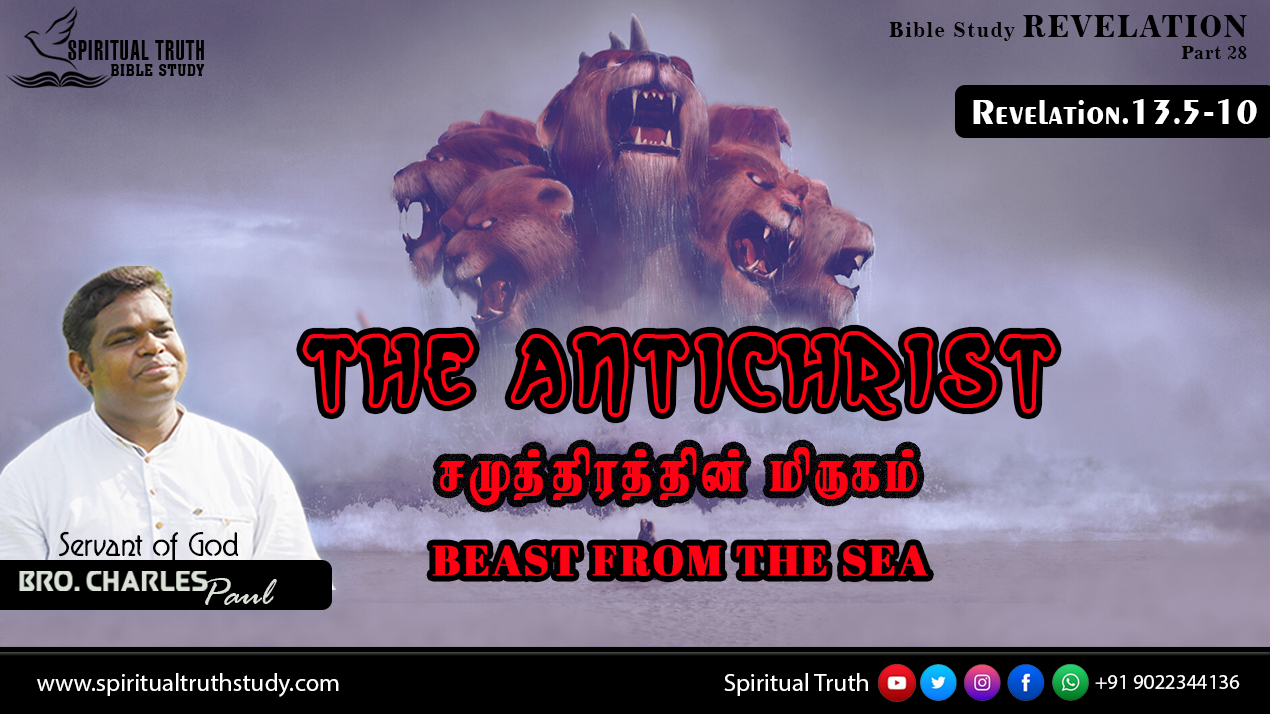 SPIRITUAL TRUTH
BIBLE STUDY
Bible Study REVELATION
Part 28
Revelation.13.5-10
THE ANTICHRIST
சமுத்திரத்தின் மிருகம்
BEAST FROM THE SEA
Servant of God
BRO. CHARLES Paul
www.spiritualtruthstudy.com
Spiritual Truth
+91 9022344136